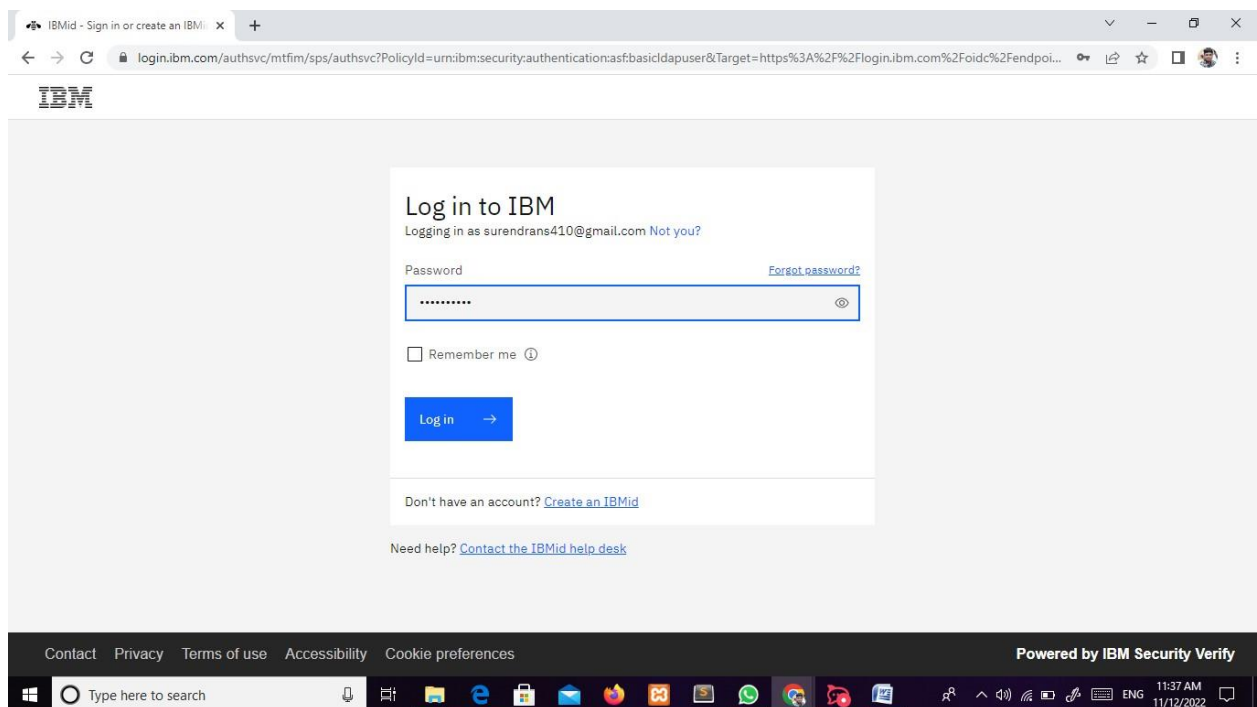 IBMid - Sign in or create an IBMi
login.ibm.com/authsvc/mtfim/sps/authsvc?PolicyId=urn:ibm:security:authentication:asf:basicldapuser&Target=https%3A%2F%2Flogin.ibm.com%2Foidc%2Fendpoi...
IBM
Log in to IBM
Logging in as surendrans410@gmail.com Not you?
Password Forgot password?
Remember me
Log in
Don't have an account? Create an IBMid
Need help? Contact the IBMid help desk
Contact Privacy Terms of use Accessibility Cookie preferences Powered by IBM Security Verify
Type here to search ENG 11:37 AM
11/12/2022